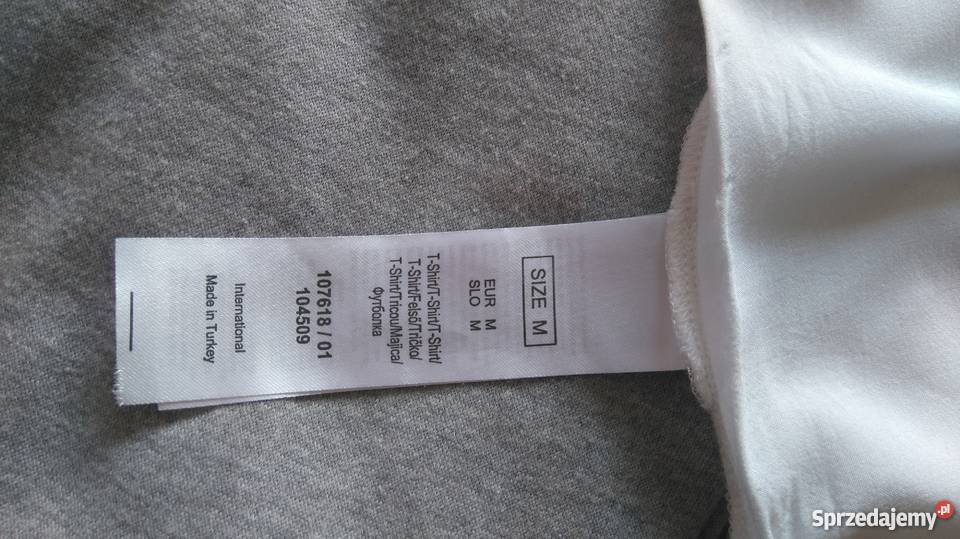 SIZE M
EUR M
SLO M
T-Shirt/T-Shirt/T-Shirt/
T-Shirt/Felső/Tričko/
T-Shirt/Tricou/Majica/
Футболка
107618 / 01
104509
International
Made in Turkey
Sprzedajemy.pl